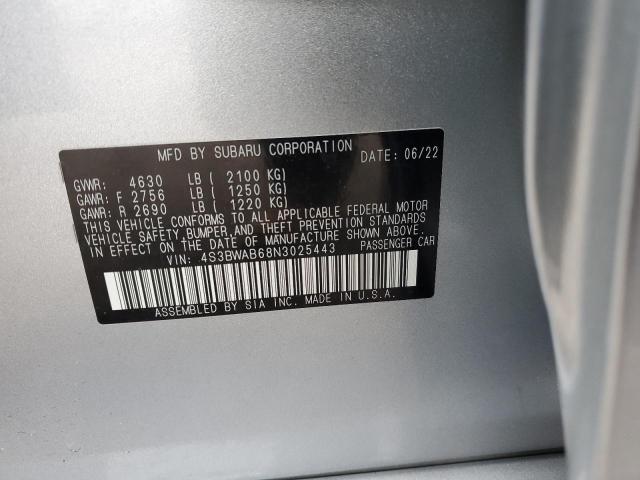 MFD BY SUBARU CORPORATION DATE: 06/22
GVWR: 4630 LB ( 2100 KG)
GAWR: F 2756 LB ( 1250 KG)
GAWR: R 2690 LB ( 1220 KG)
THIS VEHICLE CONFORMS TO ALL APPLICABLE FEDERAL MOTOR
VEHICLE SAFETY, BUMPER, AND THEFT PREVENTION STANDARDS
IN EFFECT ON THE DATE OF MANUFACTURE SHOWN ABOVE.
VIN: 4S3BWAB68N3025443 PASSENGER CAR
ASSEMBLED BY SIA INC. MADE IN U.S.A.